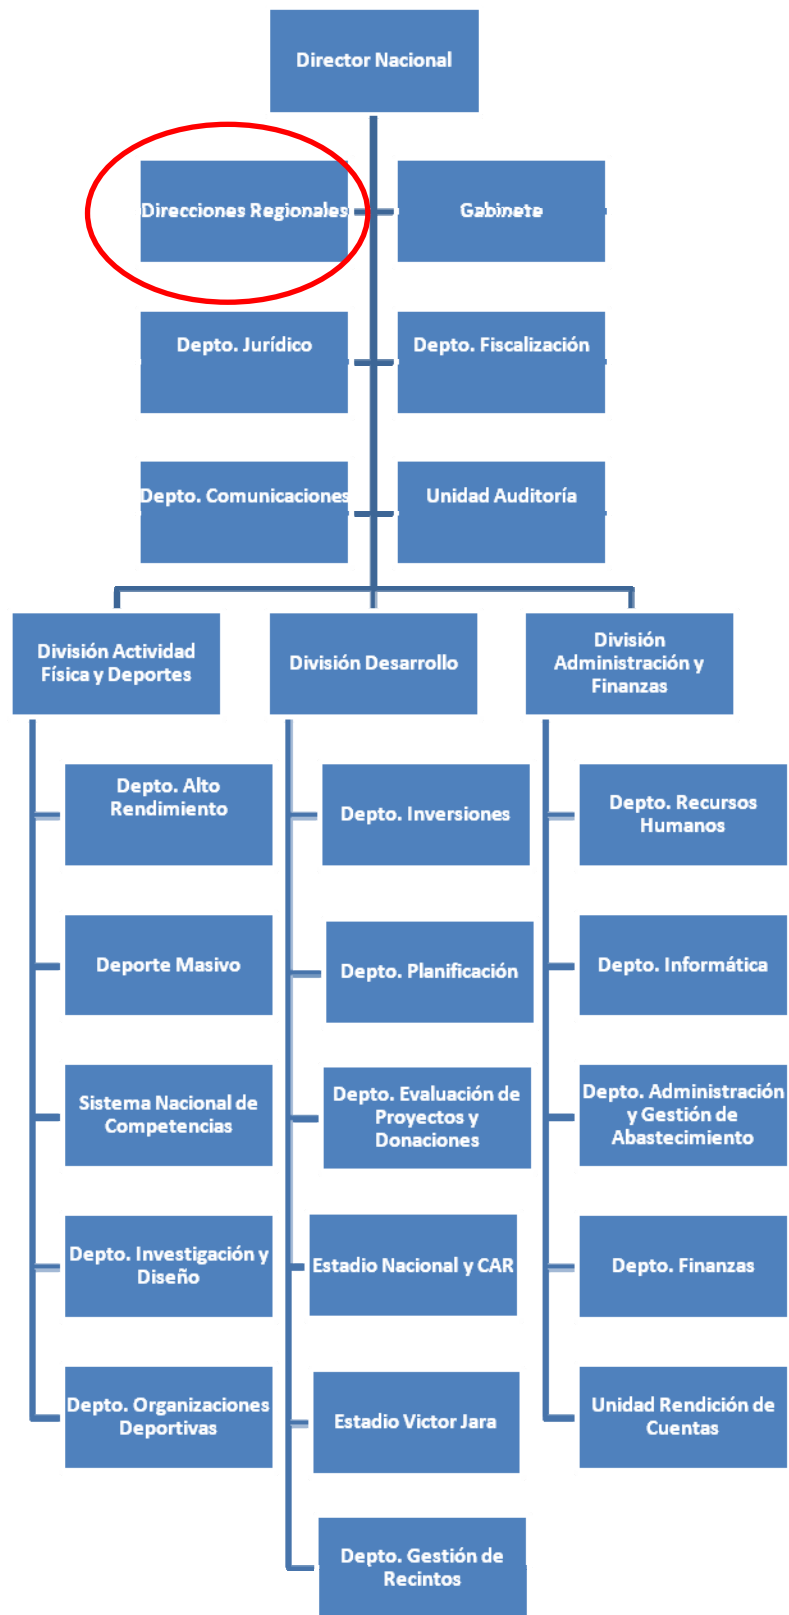 Director Nacional
Direcciones Regionales
Gabinete
Depto. Jurídico
Depto. Fiscalización
Depto. Comunicaciones
Unidad Auditoría
División Actividad
Física y Deportes
División Desarrollo
División
Administración y
Finanzas
Depto. Alto
Rendimiento
Deporte Masivo
Sistema Nacional de
Competencias
Depto. Investigación y
Diseño
Depto. Organizaciones
Deportivas
Depto. Inversiones
Depto. Planificación
Depto. Evaluación de
Proyectos y
Donaciones
Estadio Nacional y CAR
Estadio Victor Jara
Depto. Gestión de
Recintos
Depto. Recursos
Humanos
Depto. Informática
Depto. Administración
y Gestión de
Abastecimiento
Depto. Finanzas
Unidad Rendición de
Cuentas